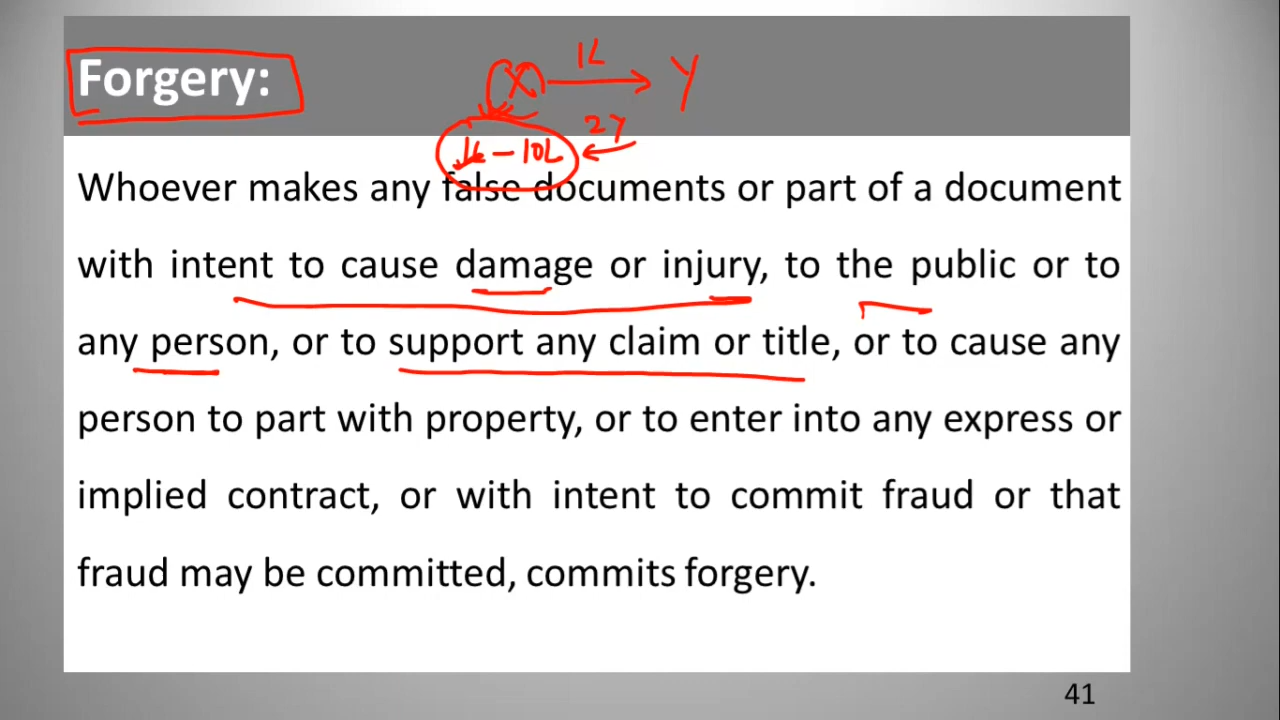 Forgery:
X 1L Y
1L - 10L 2Y
Whoever makes any false documents or part of a document
with intent to cause damage or injury, to the public or to
any person, or to support any claim or title, or to cause any
person to part with property, or to enter into any express or
implied contract, or with intent to commit fraud or that
fraud may be committed, commits forgery.
41